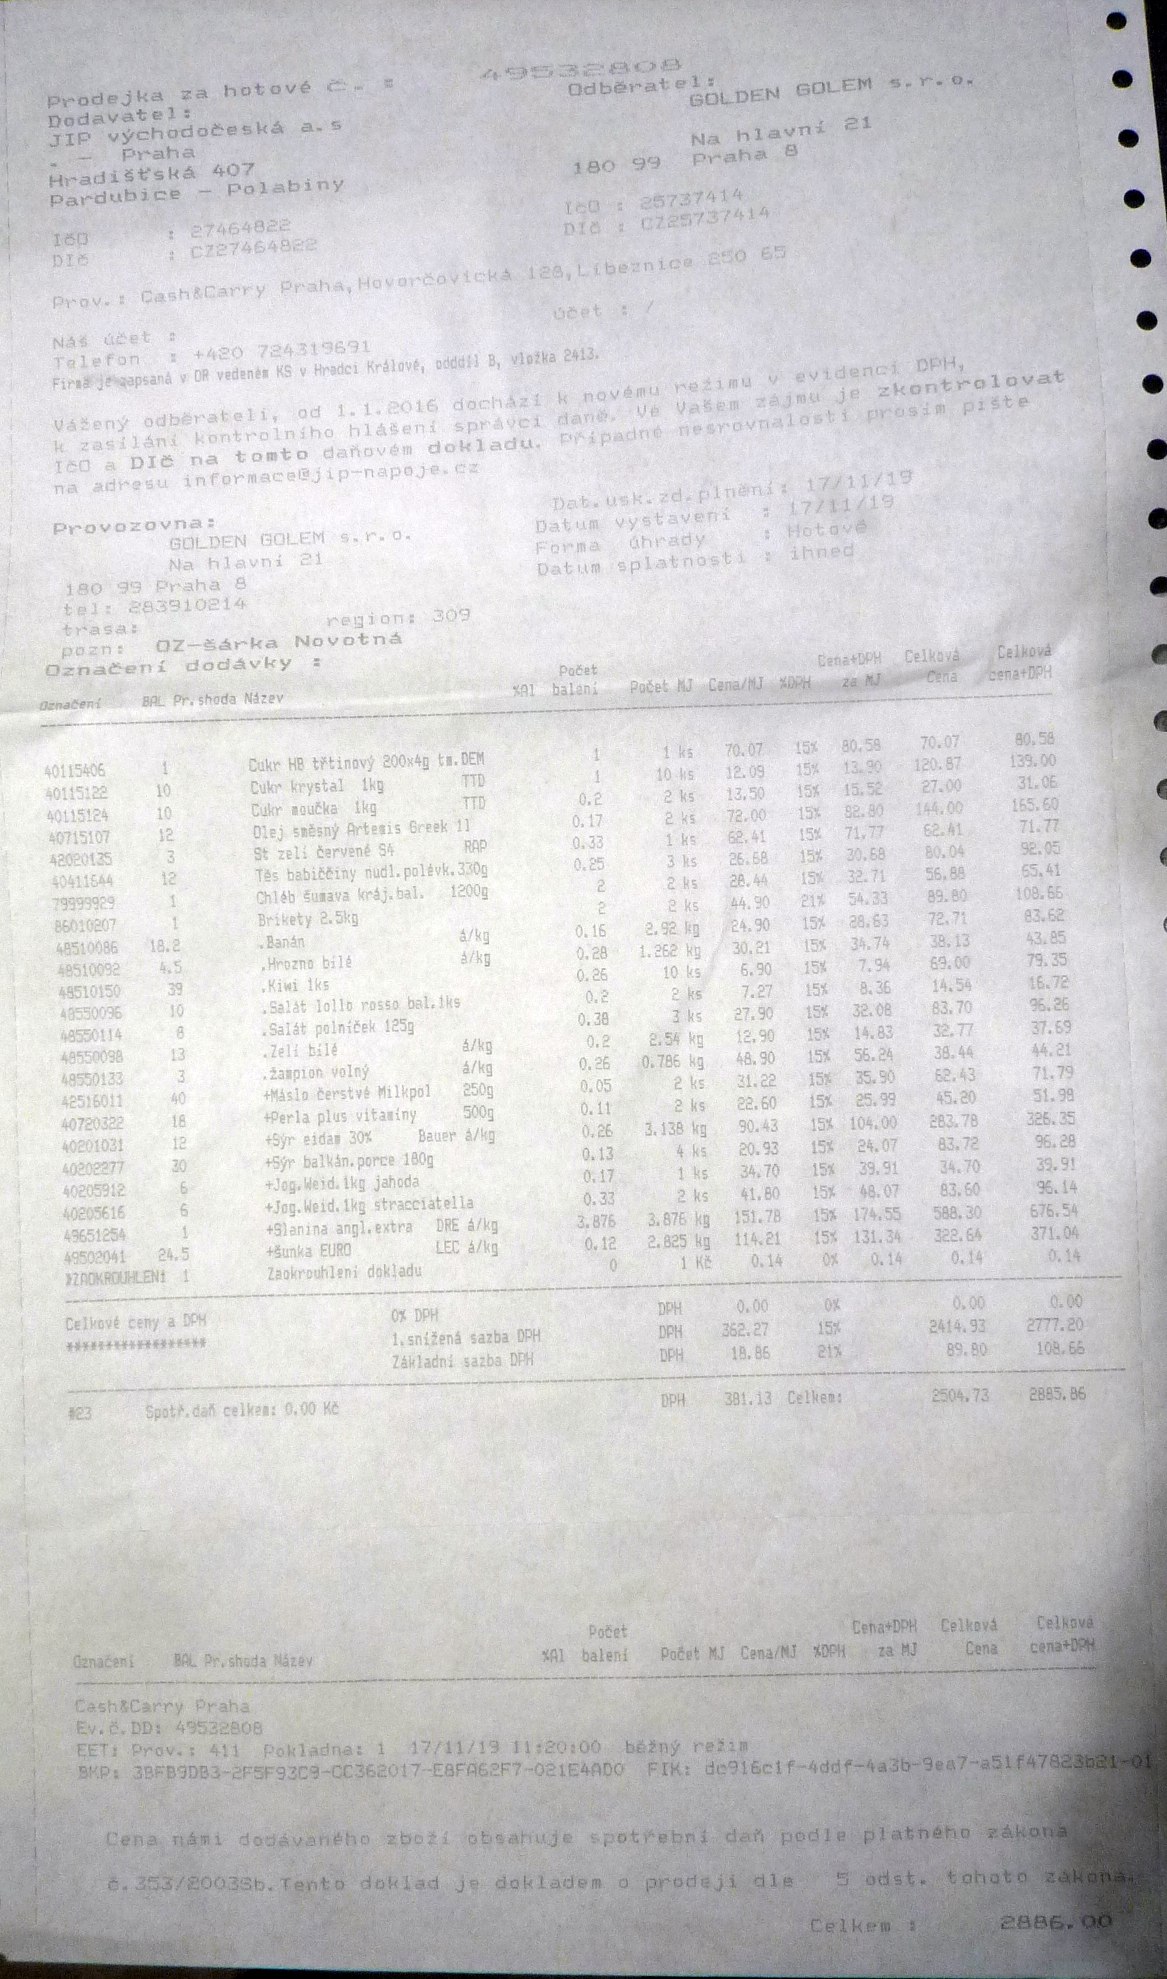 Prodejka za hotové č. : 49532808
Dodavatel: Odběratel:
JIP východočeská a.s GOLDEN GOLEM s.r.o.
. - Praha
Hradišťská 407 Na hlavní 21
Pardubice - Polabiny 180 99 Praha 8
IčO : 27464822 IčO : 25737414
DIč : CZ27464822 DIč : CZ25737414
Prov.: Cash&Carry Praha,Hovorčovická 128,Líbeznice 250 65
Náš účet : účet : /
Telefon : +420 724319691
Firma je zapsaná v OR vedeném KS v Hradci Králové, odddíl B, vložka 2413.
Vážený odběrateli, od 1.1.2016 dochází k novému režimu v evidenci DPH,
k zasílání kontrolního hlášení správci daně. Ve Vašem zájmu je zkontrolovat
IčO a DIč na tomto daňovém dokladu. Případné nesrovnalosti prosím pište
na adresu informace@jip-napoje.cz
Dat.usk.zd.plnění: 17/11/19
Provozovna: Datum vystavení : 17/11/19
GOLDEN GOLEM s.r.o. Forma úhrady : Hotově
Na hlavní 21 Datum splatnosti : ihned
180 99 Praha 8
tel: 283910214
trasa: region: 309
pozn: OZ-šárka Novotná
Označení dodávky :
Počet Cena+DPH Celková Celková
Označení BAL Pr.shoda Název %Al balení Počet MJ Cena/MJ %DPH za MJ Cena cena+DPH
40115406 1 Cukr HB třtinový 200x4g tm.DEM 1 1 ks 70.07 15% 80.58 70.07 80.58
40115122 10 Cukr krystal 1kg TTD 1 10 ks 12.09 15% 13.90 120.87 139.00
40115124 10 Cukr moučka 1kg TTD 0.2 2 ks 13.50 15% 15.52 27.00 31.06
40715107 12 Olej směsný Artemis Greek 1l 0.17 2 ks 72.00 15% 82.80 144.00 165.60
42020135 3 St zelí červené S4 RAP 0.33 1 ks 62.41 15% 71.77 62.41 71.77
40411644 12 Těs babiččiny nudl.polévk.330g 0.25 3 ks 26.68 15% 30.68 80.04 92.05
79999929 1 Chléb šumava kráj.bal. 1200g 2 2 ks 28.44 15% 32.71 56.88 65.41
86010207 1 Brikety 2.5kg 2 2 ks 44.90 21% 54.33 89.80 108.66
48510086 18.2 .Banán á/kg 0.16 2.92 kg 24.90 15% 28.63 72.71 83.62
48510092 4.5 .Hrozno bílé á/kg 0.28 1.262 kg 30.21 15% 34.74 38.13 43.85
48510150 39 .Kiwi 1ks 0.26 10 ks 6.90 15% 7.94 69.00 79.35
48550096 10 .Salát lollo rosso bal.1ks 0.2 2 ks 7.27 15% 8.36 14.54 16.72
48550114 8 .Salát polníček 125g 0.38 3 ks 27.90 15% 32.08 83.70 96.26
48550098 13 .Zelí bílé á/kg 0.2 2.54 kg 12.90 15% 14.83 32.77 37.69
48550133 3 .žampion volný á/kg 0.26 0.786 kg 48.90 15% 56.24 38.44 44.21
42516011 40 +Máslo čerstvé Milkpol 250g 0.05 2 ks 31.22 15% 35.90 62.43 71.79
40720322 18 +Perla plus vitamíny 500g 0.11 2 ks 22.60 15% 25.99 45.20 51.98
40201031 12 +Sýr eidam 30% Bauer á/kg 0.26 3.138 kg 90.43 15% 104.00 283.78 326.35
40202277 30 +Sýr balkán.porce 180g 0.13 4 ks 20.93 15% 24.07 83.72 96.28
40205912 6 +Jog.Weid.1kg jahoda 0.17 1 ks 34.70 15% 39.91 34.70 39.91
40205616 6 +Jog.Weid.1kg stracciatella 0.33 2 ks 41.80 15% 48.07 83.60 96.14
49651254 1 +Slanina angl.extra DRE á/kg 3.876 3.876 kg 151.78 15% 174.55 588.30 676.54
49502041 24.5 +šunka EURO LEC á/kg 0.12 2.825 kg 114.21 15% 131.34 322.64 371.04
*ZAOKROUHLENí 1 Zaokrouhlení dokladu 0 1 Kč 0.14 0% 0.14 0.14 0.14
Celkové ceny a DPH 0% DPH DPH 0.00 0% 0.00 0.00
****************** 1.snížená sazba DPH DPH 362.27 15% 2414.93 2777.20
Základní sazba DPH DPH 18.86 21% 89.80 108.66
#23 Spotř.daň celkem: 0.00 Kč DPH 381.13 Celkem: 2504.73 2885.86
Počet Cena+DPH Celková Celková
Označení BAL Pr.shoda Název %Al balení Počet MJ Cena/MJ %DPH za MJ Cena cena+DPH
Cash&Carry Praha
Ev.č.DD: 49532808
EET: Prov.: 411 Pokladna: 1 17/11/19 11:20:00 běžný režim
BKP: 3BFB9DB3-2F5F93C9-CC362017-E8FA62F7-021E4AD0 FIK: dc916c1f-4ddf-4a3b-9ea7-a51f47823b21-01
Cena námi dodávaného zboží obsahuje spotřební daň podle platného zákona
č.353/2003Sb.Tento doklad je dokladem o prodeji dle 5 odst. tohoto zákona.
Celkem : 2886.00